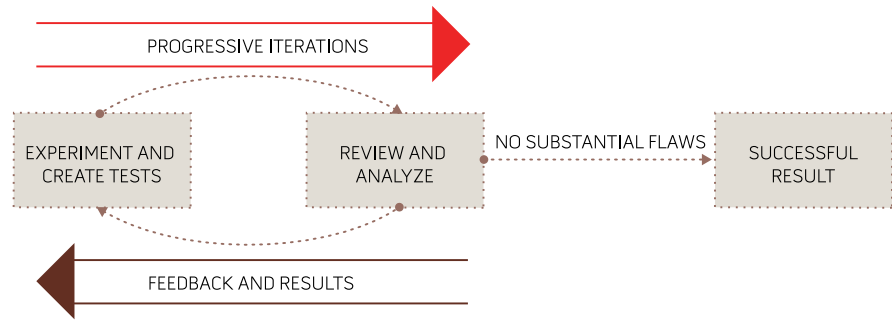 PROGRESSIVE ITERATIONS
EXPERIMENT AND
CREATE TESTS
REVIEW AND
ANALYZE
NO SUBSTANTIAL FLAWS
SUCCESSFUL
RESULT
FEEDBACK AND RESULTS